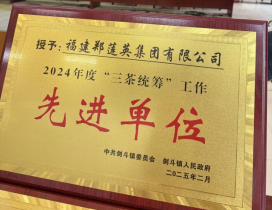 授予：福建郑莲英集团有限公司
2024年度“三茶统筹”工作
先进单位
中共剑斗镇委员会 剑斗镇人民政府
二〇二五年二月